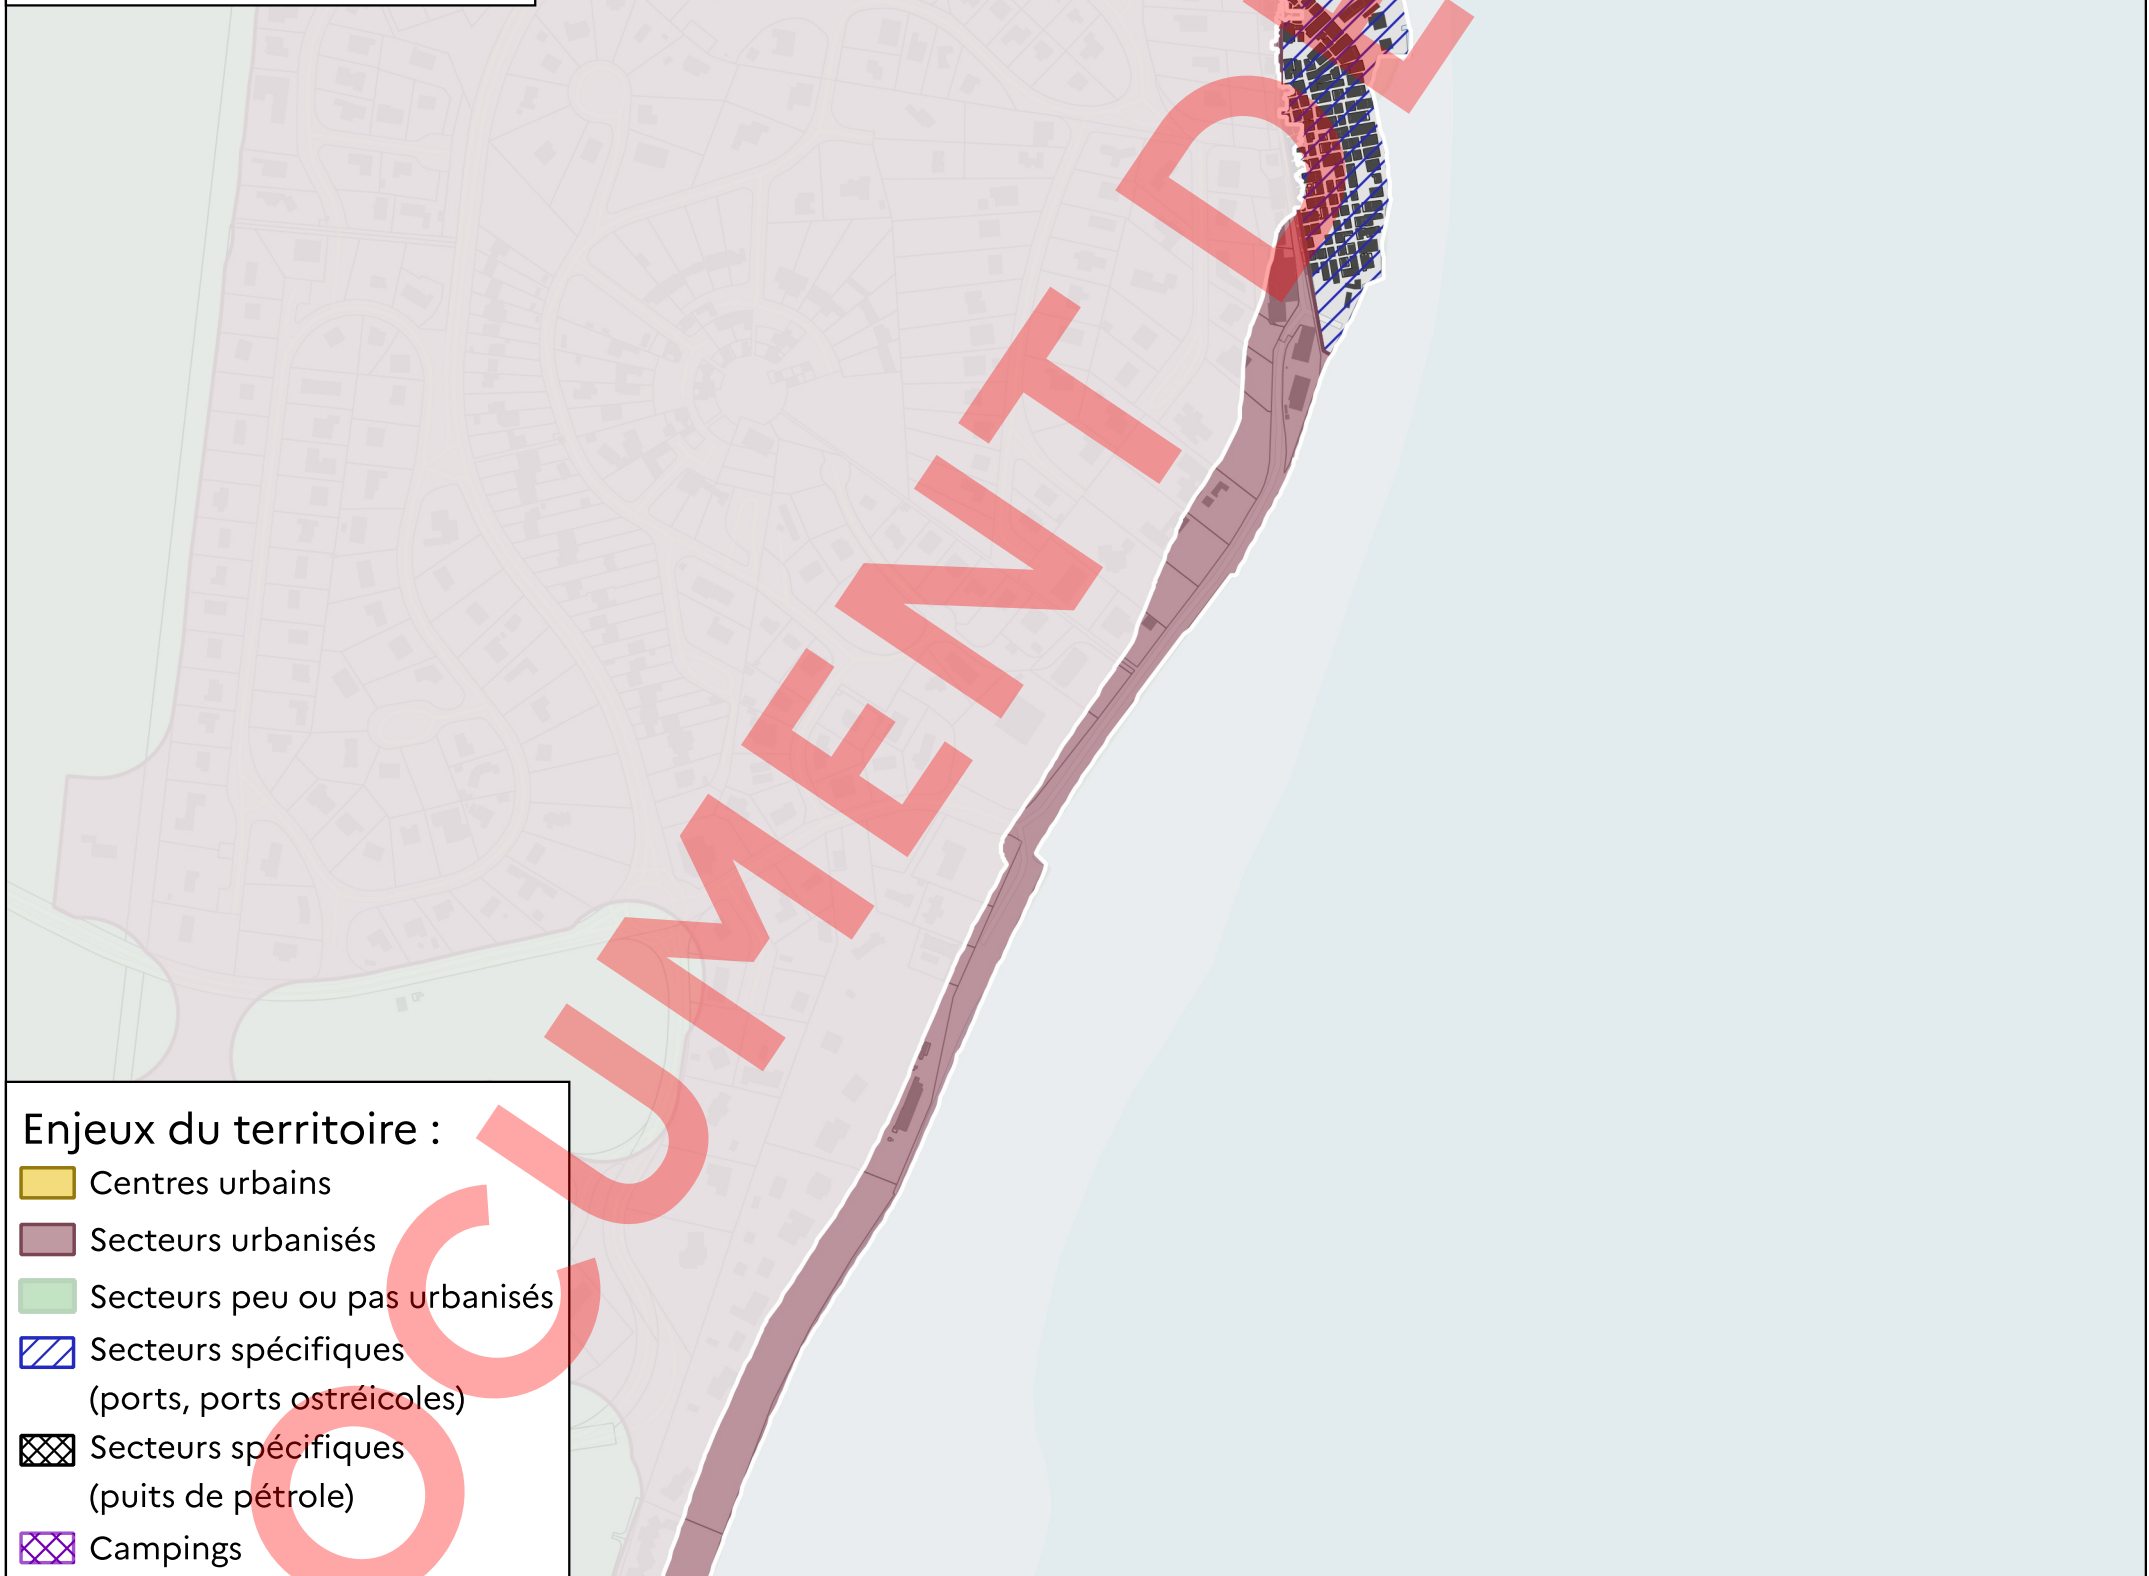 OCUMENT DE
Enjeux du territoire :
Centres urbains
Secteurs urbanisés
Secteurs peu ou pas urbanisés
Secteurs spécifiques
(ports, ports ostréicoles)
Secteurs spécifiques
(puits de pétrole)
Campings